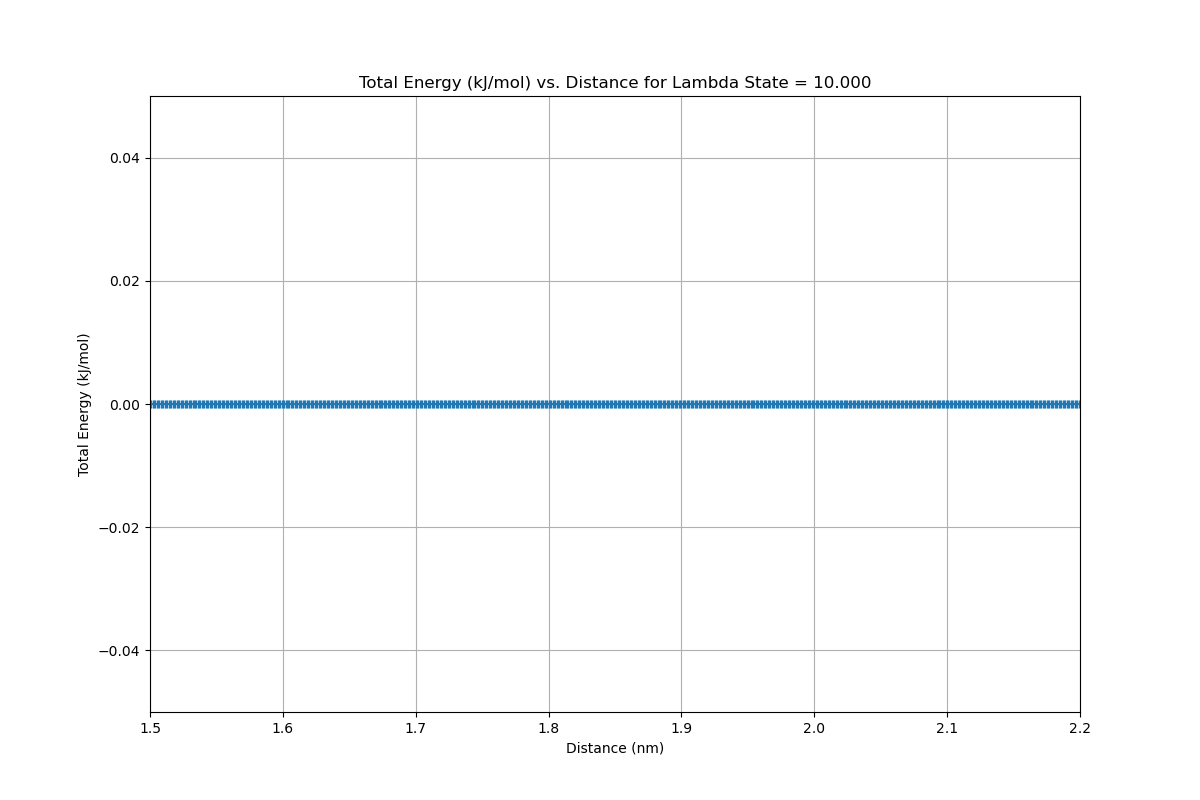 Total Energy (kJ/mol) vs. Distance for Lambda State = 10.000
0.04
0.02
0.00
−0.02
−0.04
Total Energy (kJ/mol)
1.5 1.6 1.7 1.8 1.9 2.0 2.1 2.2
Distance (nm)